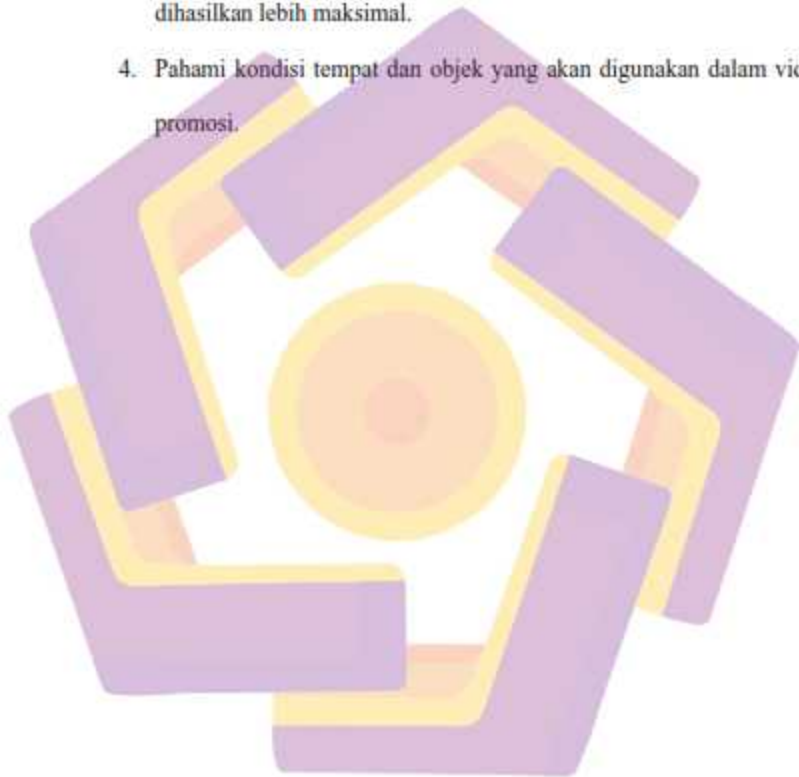 dihasilkan lebih maksimal.
4. Pahami kondisi tempat dan objek yang akan digunakan dalam
promosi.